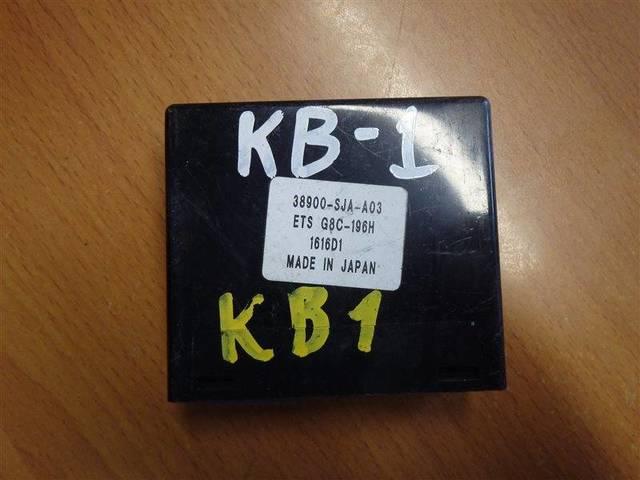 KB-1
38900-SJA-A03
ETS G8C-196H
1616D1
MADE IN JAPAN
KB1